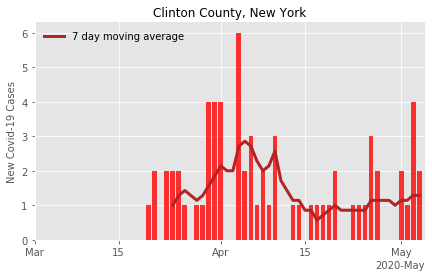 Clinton County, New York
7 day moving average
New Covid-19 Cases
6
5
4
3
2
1
0
Mar 15 Apr 15 May
2020-May